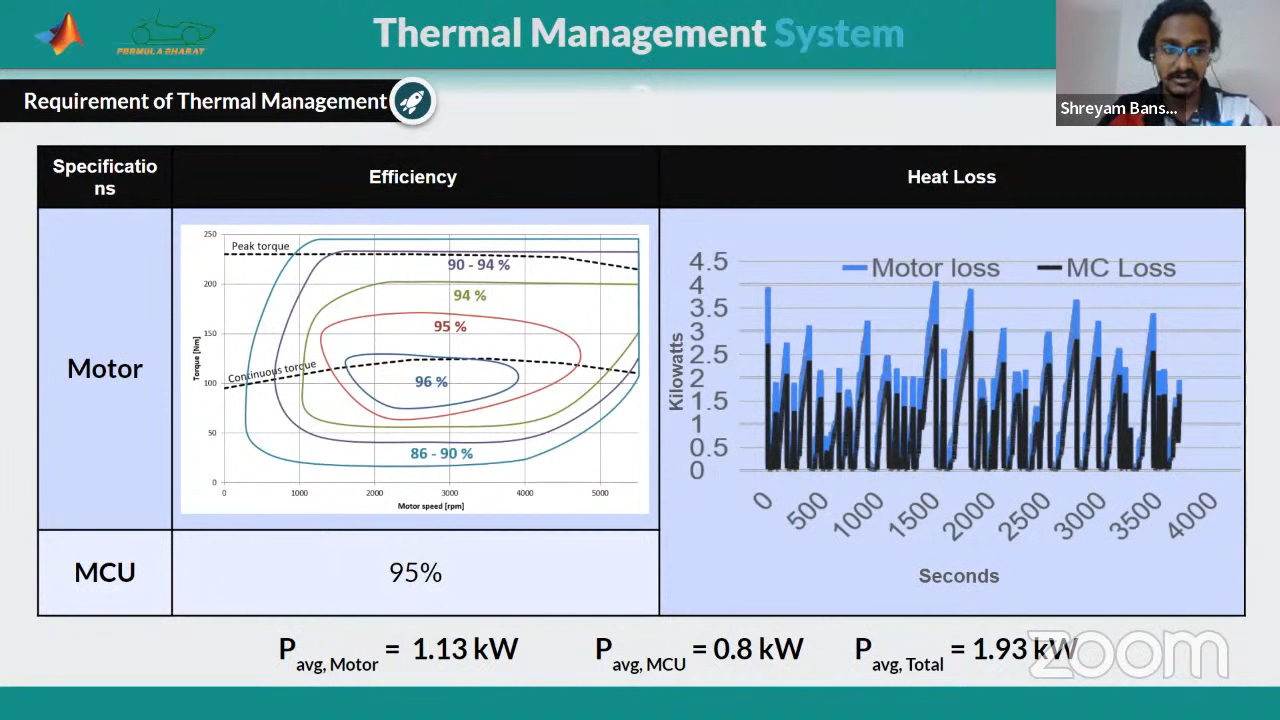 Thermal Management System
FORMULA BHARAT
Shreyam Bans...
Requirement of Thermal Management
Specificatio
ns
Efficiency
Heat Loss
Motor
250
200
150
100
50
0
Torque [Nm]
Peak torque
90 - 94 %
94 %
95 %
Continuous torque
96 %
86 - 90 %
0 1000 2000 3000 4000 5000
Motor speed [rpm]
Motor loss MC Loss
4.5
4
3.5
3
2.5
2
1.5
1
0.5
0
Kilowatts
0 500 1000 1500 2000 2500 3000 3500 4000
Seconds
MCU
95%
Pavg, Motor = 1.13 kW Pavg, MCU = 0.8 kW Pavg, Total = 1.93 kW
zoom